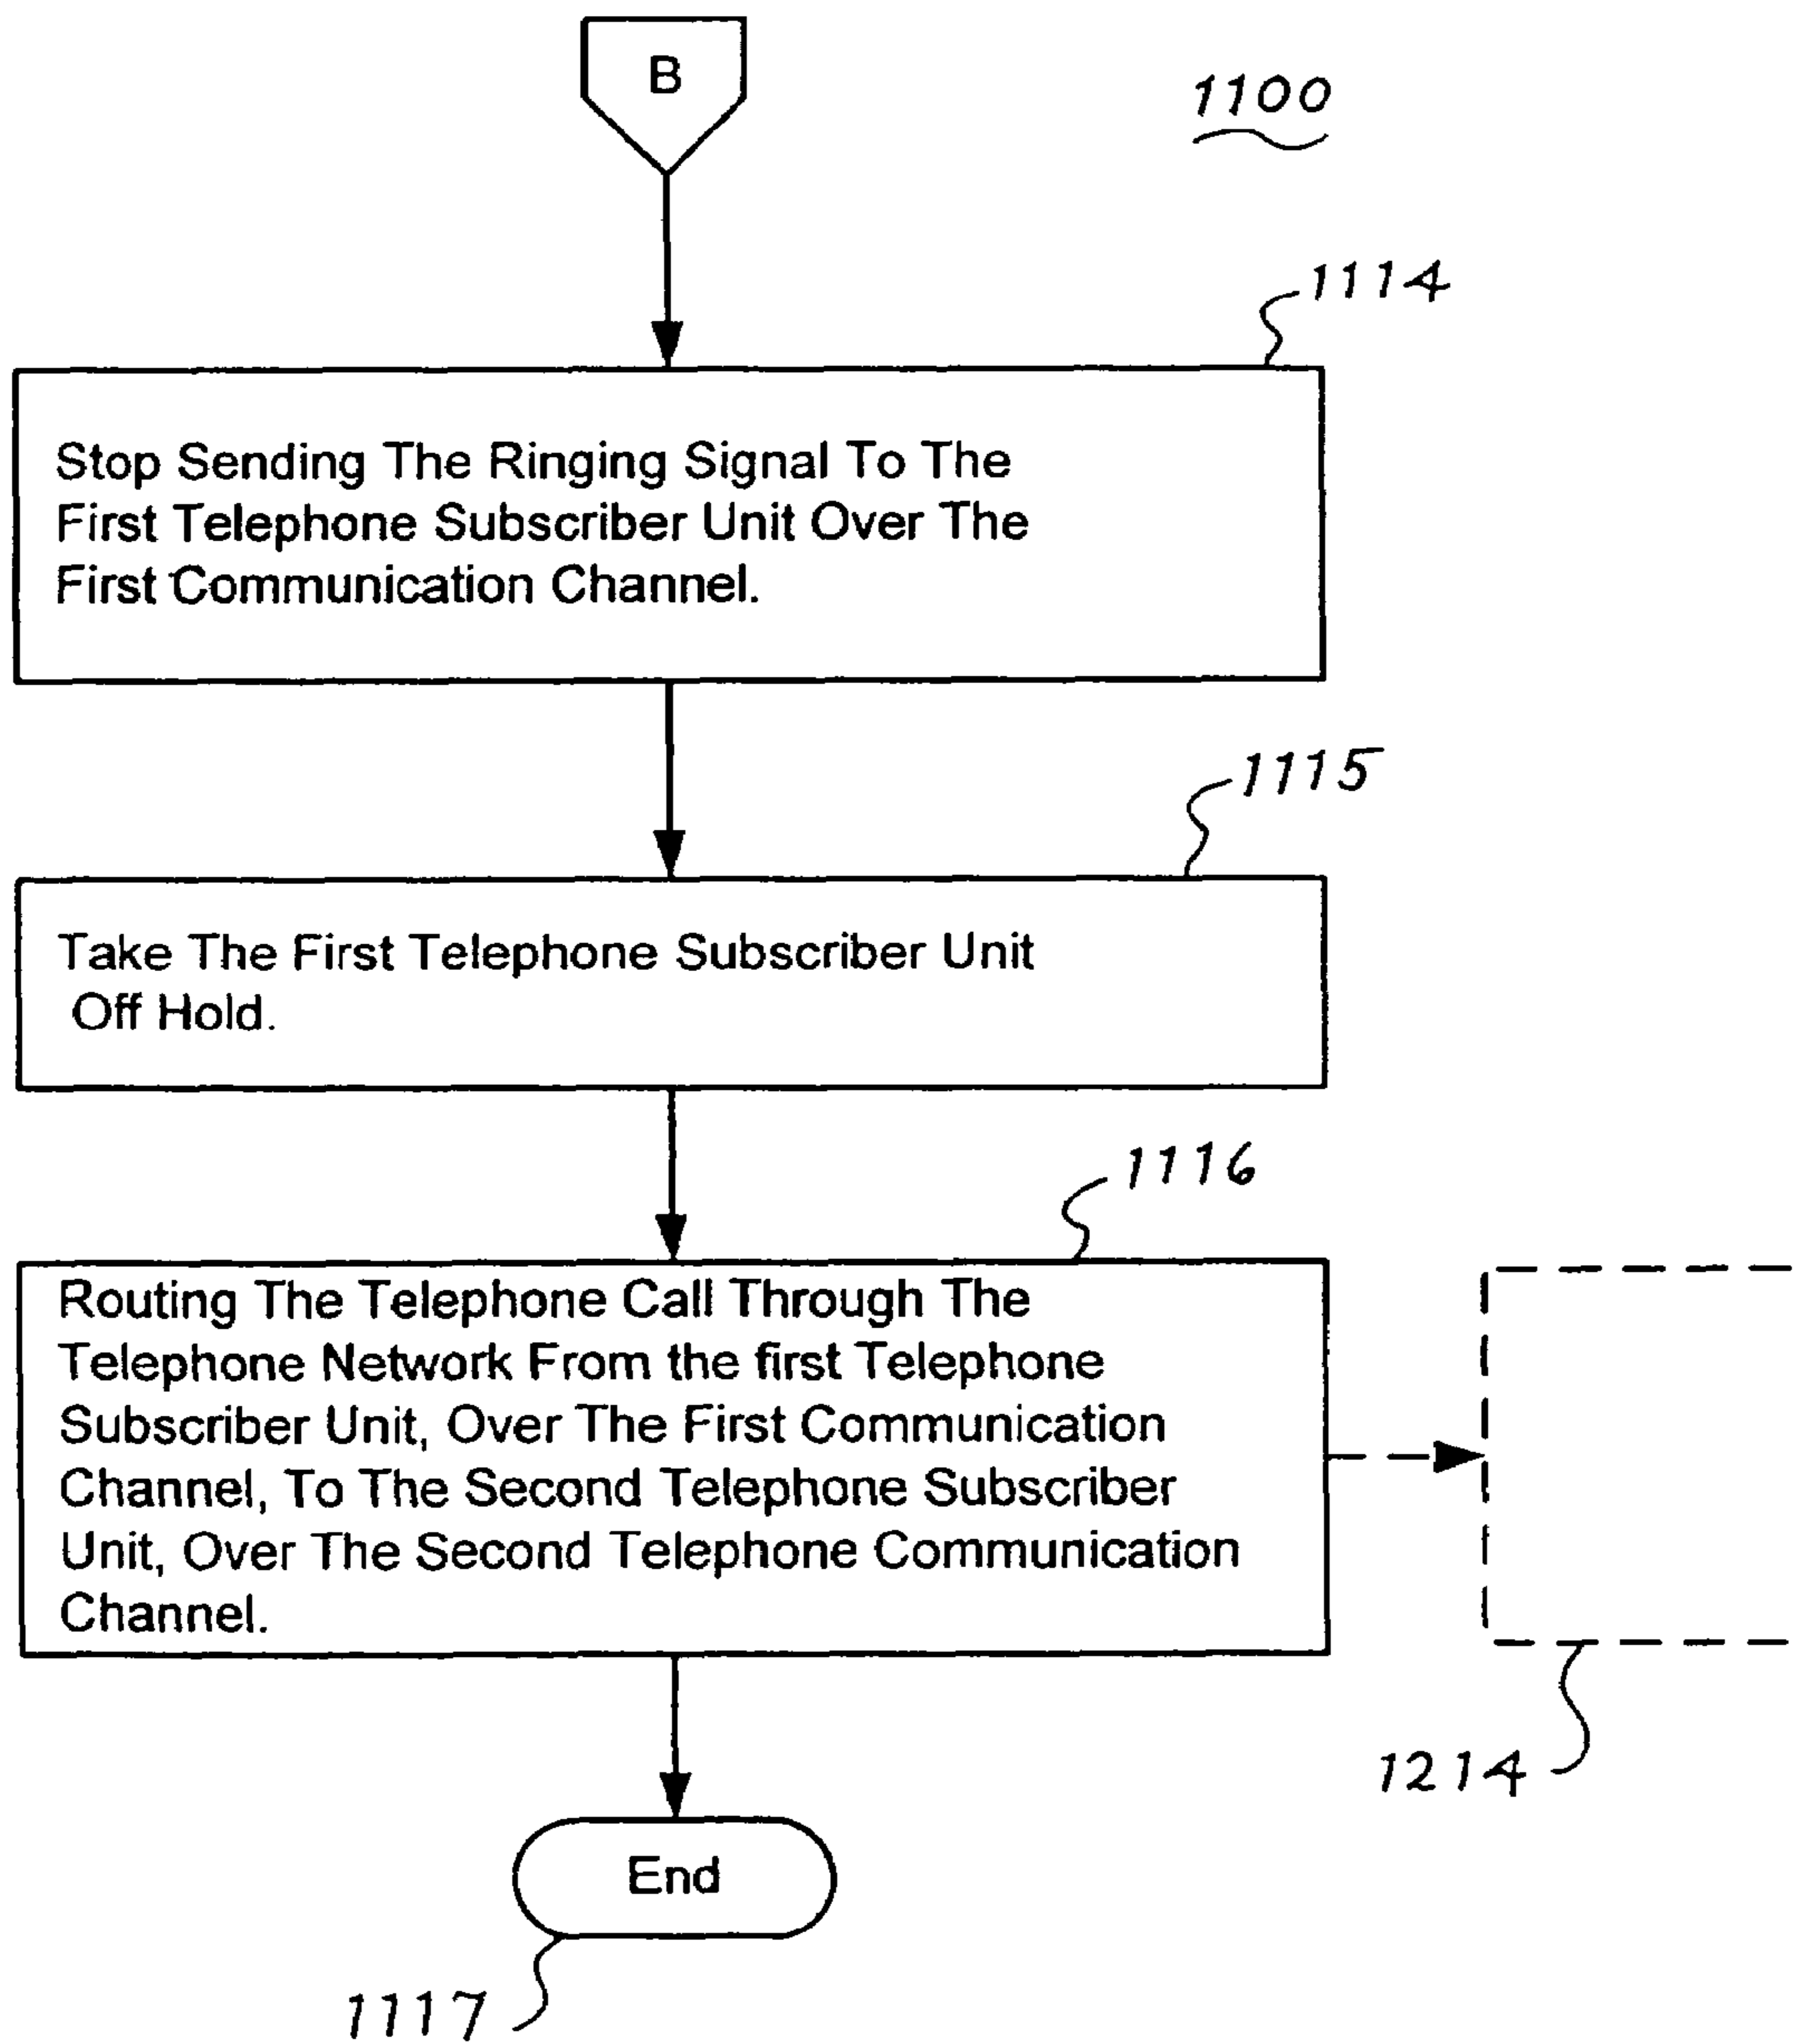 B
1100
1114
Stop Sending The Ringing Signal To The
First Telephone Subscriber Unit Over The
First Communication Channel.
1115
Take The First Telephone Subscriber Unit
Off Hold.
1116
Routing The Telephone Call Through The
Telephone Network From the first Telephone
Subscriber Unit, Over The First Communication
Channel, To The Second Telephone Subscriber
Unit, Over The Second Telephone Communication
Channel.
1214
End
1117